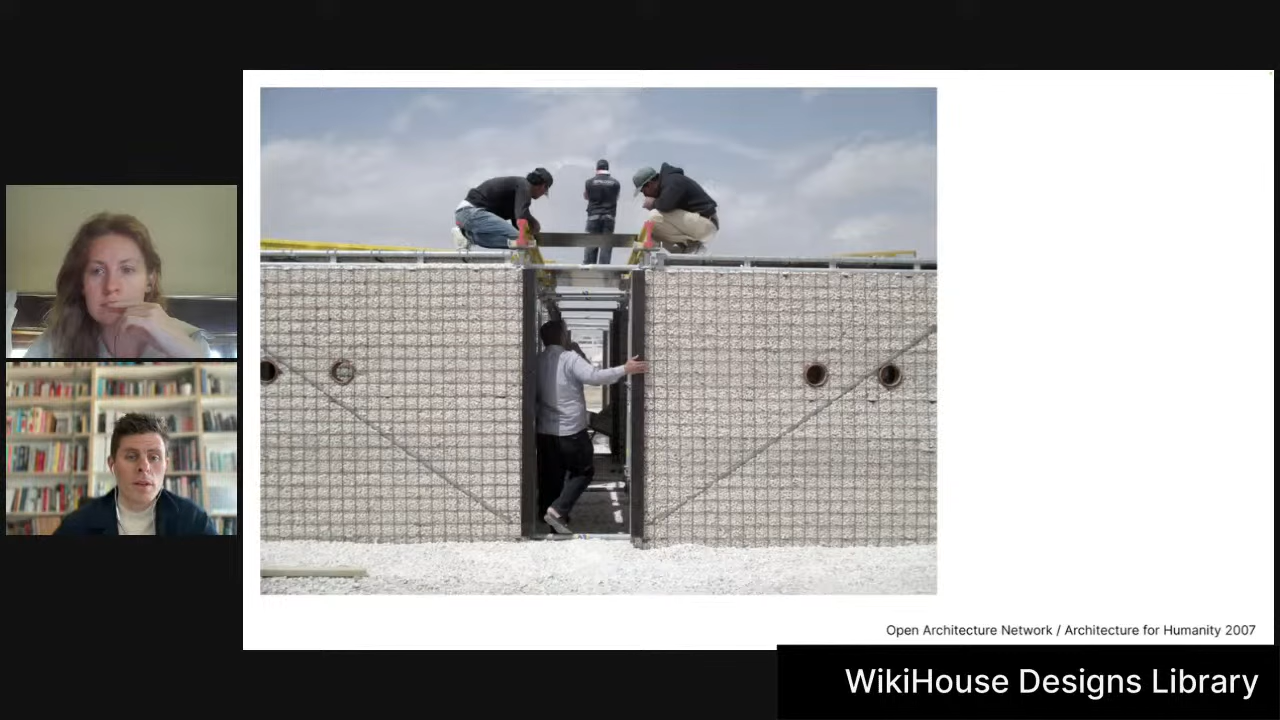 Open Architecture Network / Architecture for Humanity 2007
WikiHouse Designs Library